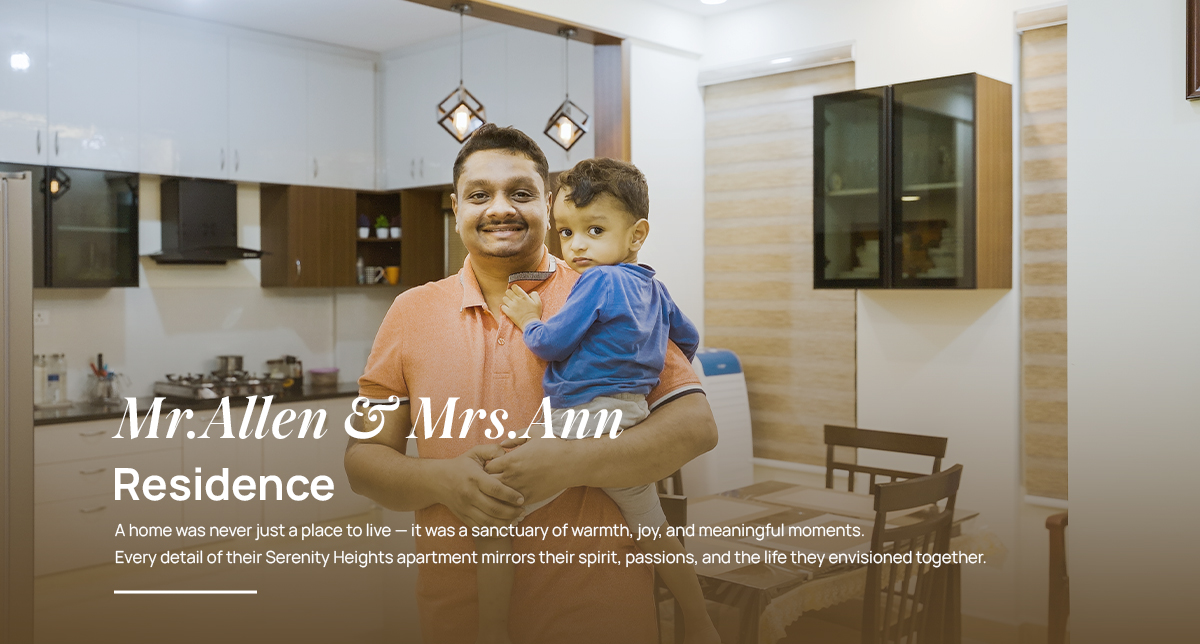 Mr.Allen & Mrs.Ann
Residence
A home was never just a place to live — it was a sanctuary of warmth, joy, and meaningful moments.
Every detail of their Serenity Heights apartment mirrors their spirit, passions, and the life they envisioned together.